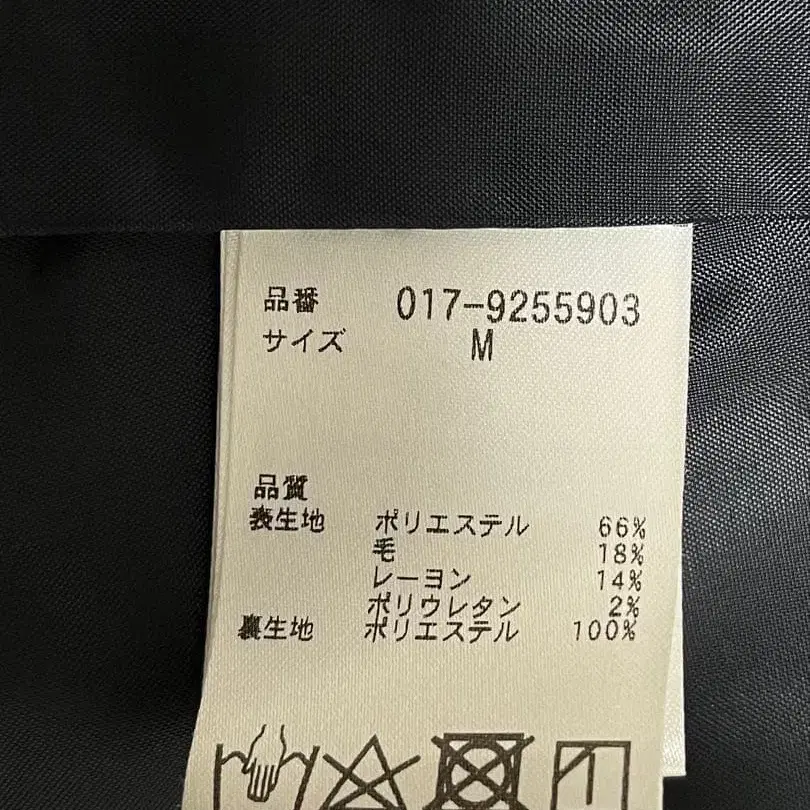 品番 017-9255903
サイズ M
品質
表生地 ポリエステル 66%
毛 18%
レーヨン 14%
ポリウレタン 2%
裏生地 ポリエステル 100%